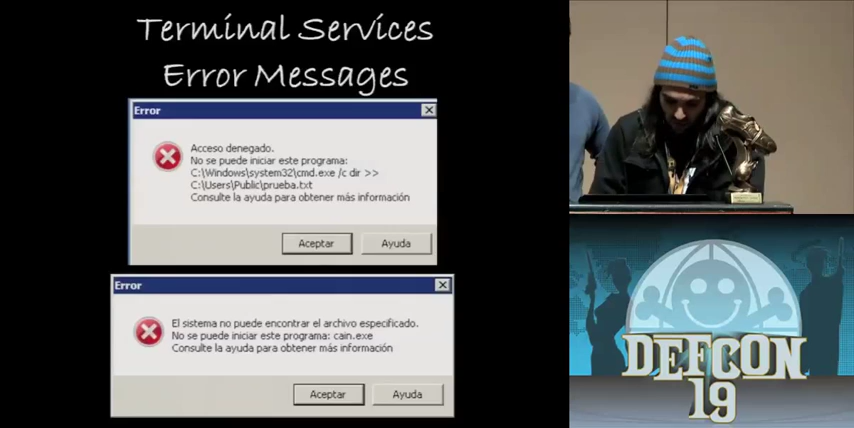 Terminal Services
Error Messages
Error
Acceso denegado.
No se puede iniciar este programa:
C:\Windows\system32\cmd.exe /c dir >>
C:\Users\Public\prueba.txt
Consulte la ayuda para obtener más información
Aceptar
Ayuda
Error
El sistema no puede encontrar el archivo especificado.
No se puede iniciar este programa: cain.exe
Consulte la ayuda para obtener más información
Aceptar
Ayuda
DEFCON
19